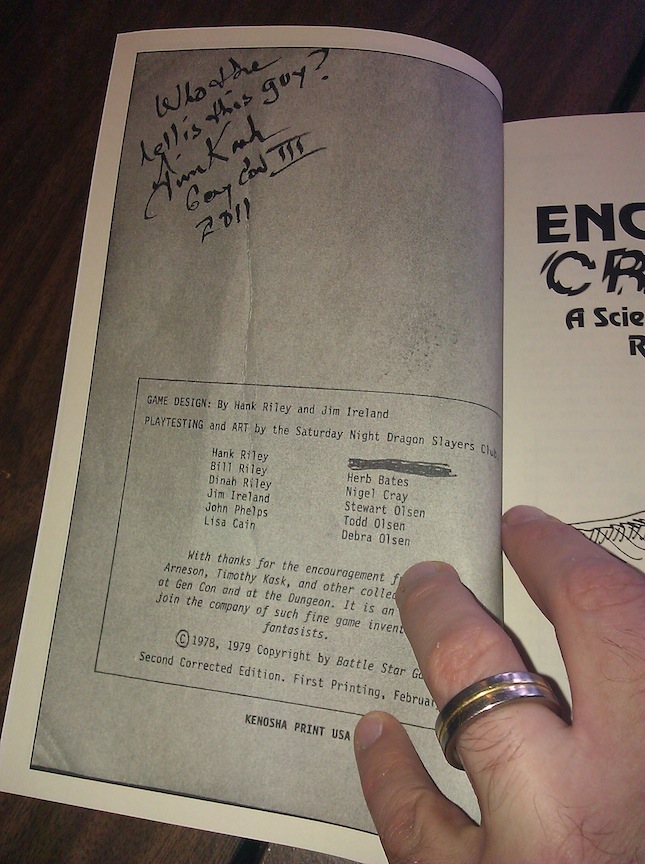 Who the
hell is this guy?
Tim Kask
Gary Con III
2011
GAME DESIGN: By Hank Riley and Jim Ireland
PLAYTESTING and ART by the Saturday Night Dragon Slayers Club
Hank Riley
Bill Riley
Dinah Riley
Jim Ireland
John Phelps
Lisa Cain
Herb Bates
Nigel Cray
Stewart Olsen
Todd Olsen
Debra Olsen
With thanks for the encouragement
Arneson, Timothy Kask, and other
at Gen Con and at the Dungeon. It is an
join the company of such fine game
fantasists.
©1978, 1979 Copyright by Battle Star
Second Corrected Edition. First Printing,
KENOSHA PRINT USA
ENC
CR
A Scie
R